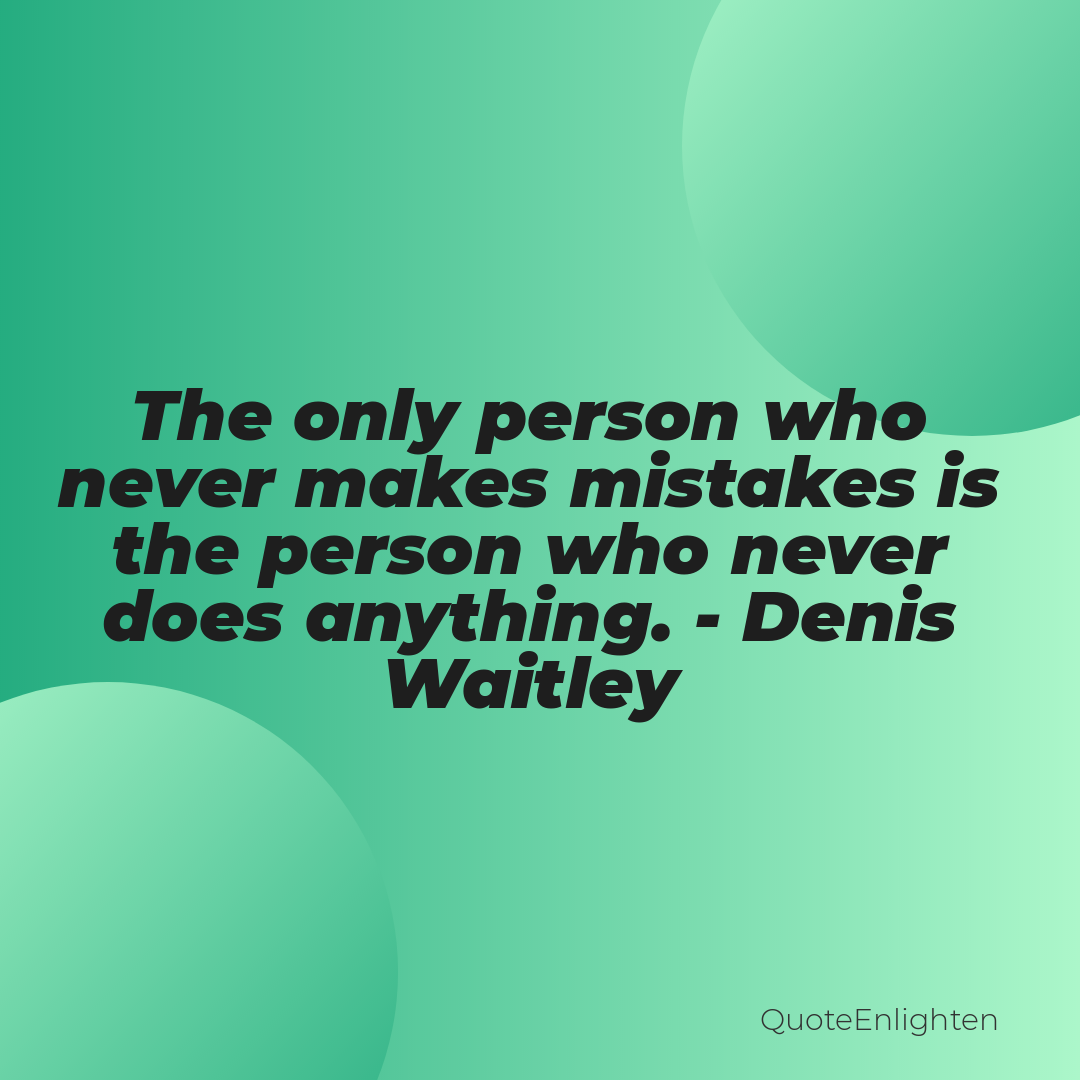 The only person who
never makes mistakes is
the person who never
does anything. - Denis
Waitley
QuoteEnlighten